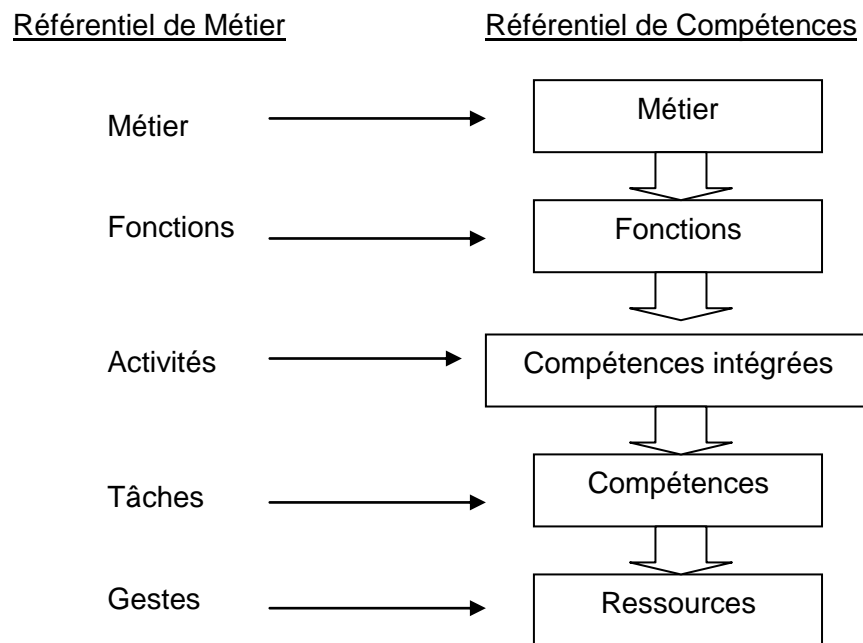 Référentiel de Métier Référentiel de Compétences
Métier Métier
Fonctions Fonctions
Activités Compétences intégrées
Tâches Compétences
Gestes Ressources